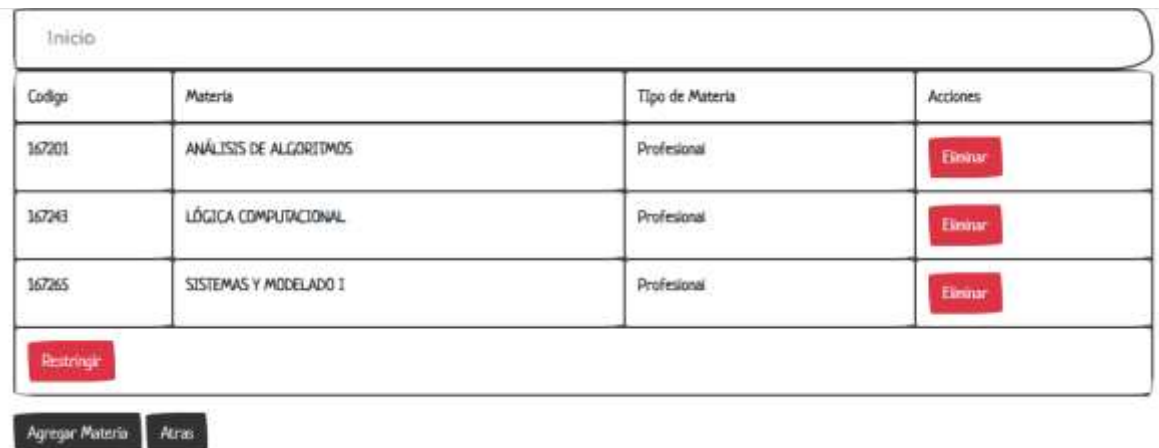 Inicio
Codigo Materia TIpo de Materia Acciones
167201 ANÁLISIS DE ALGORITMOS Profesional Eliminar
167243 LÓGICA COMPUTACIONAL Profesional Eliminar
167265 SISTEMAS Y MODELADO I Profesional Eliminar
Restringir
Agregar Materia Atras